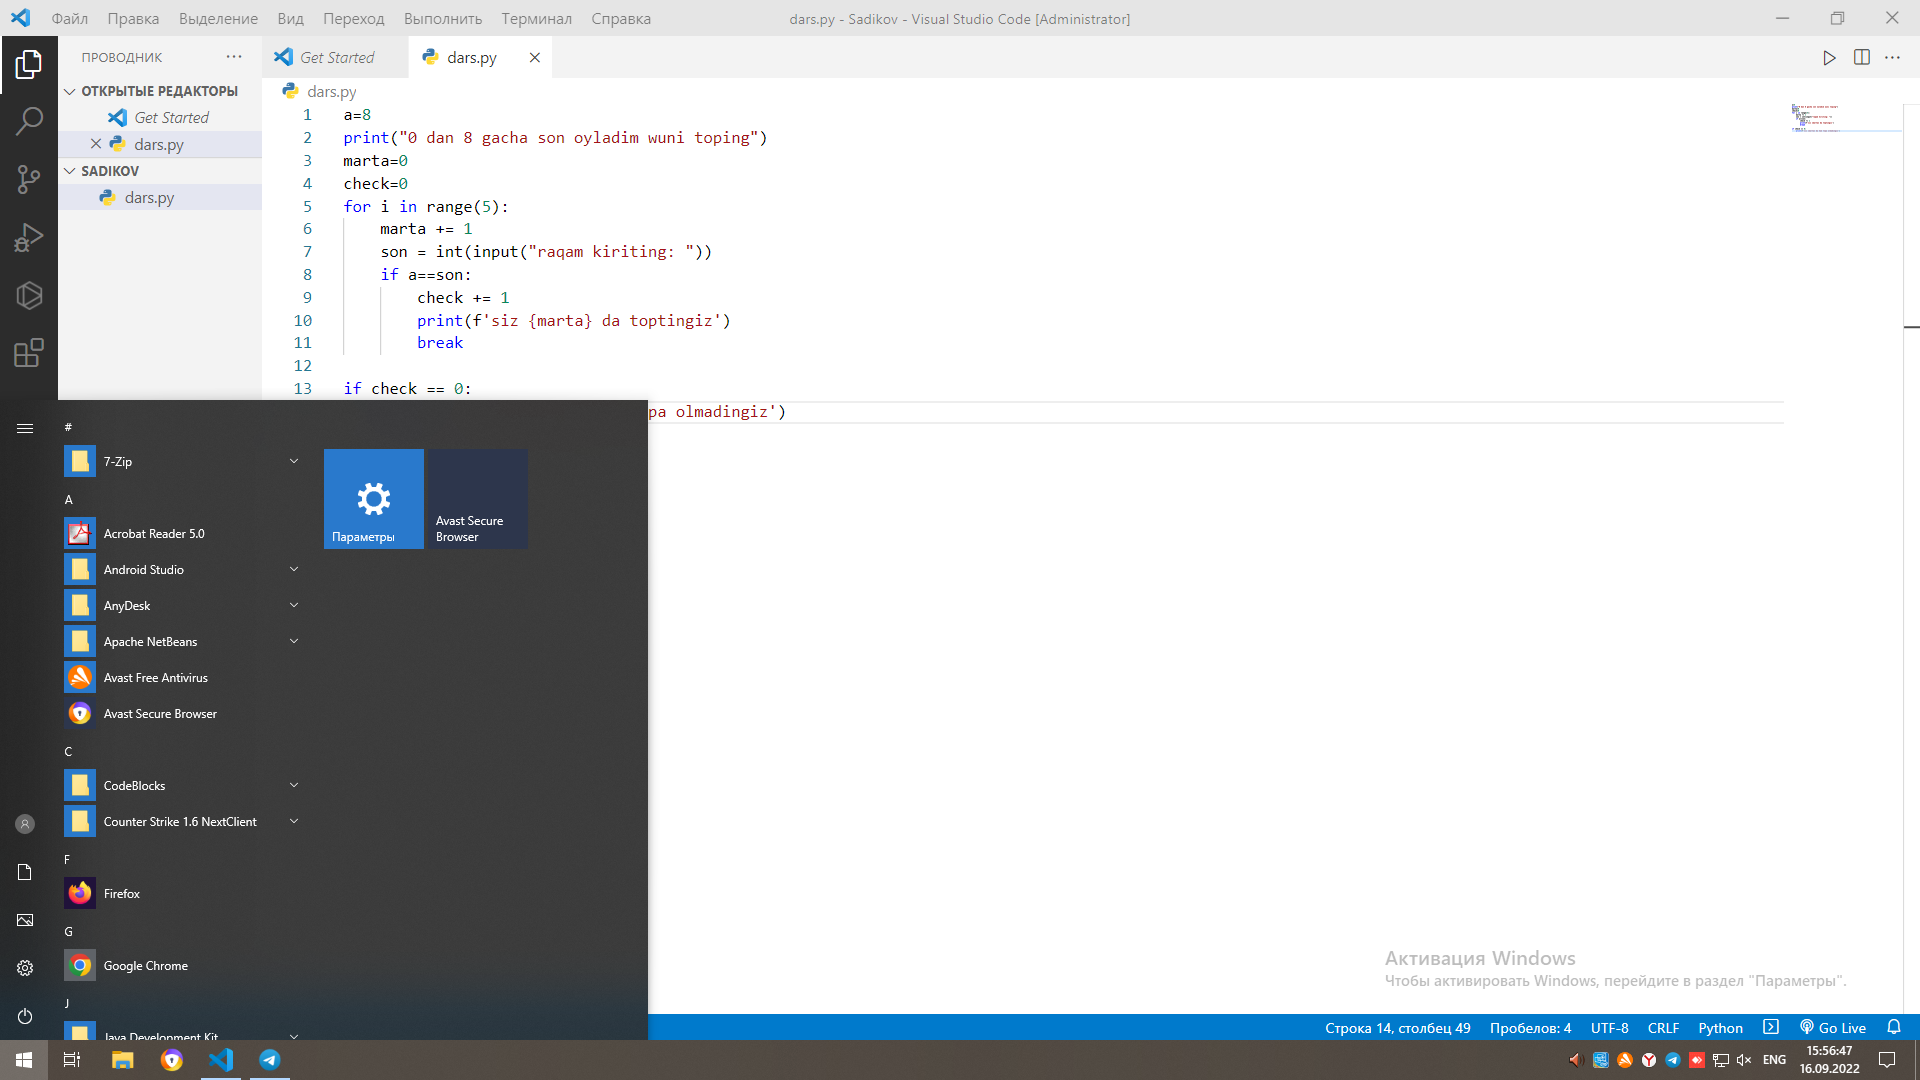 Файл Правка Выделение Вид Переход Выполнить Терминал Справка
dars.py - Sadikov - Visual Studio Code [Administrator]
ПРОВОДНИК
Get Started
dars.py
ОТКРЫТЫЕ РЕДАКТОРЫ
Get Started
dars.py
SADIKOV
dars.py
dars.py
1 a=8
2 print("0 dan 8 gacha son oyladim wuni toping")
3 marta=0
4 check=0
5 for i in range(5):
6 marta += 1
7 son = int(input("raqam kiriting: "))
8 if a==son:
9 check += 1
10 print(f'siz {marta} da toptingiz')
11 break
12
13 if check == 0:
pa olmadingiz')
#
7-Zip
A
Acrobat Reader 5.0
Android Studio
AnyDesk
Apache NetBeans
Avast Free Antivirus
Avast Secure Browser
C
CodeBlocks
Counter Strike 1.6 NextClient
F
Firefox
G
Google Chrome
J
Java Development Kit
Параметры
Avast Secure
Browser
Активация Windows
Чтобы активировать Windows, перейдите в раздел "Параметры".
Строка 14, столбец 49 Пробелов: 4 UTF-8 CRLF Python Go Live
ENG
15:56:47
16.09.2022